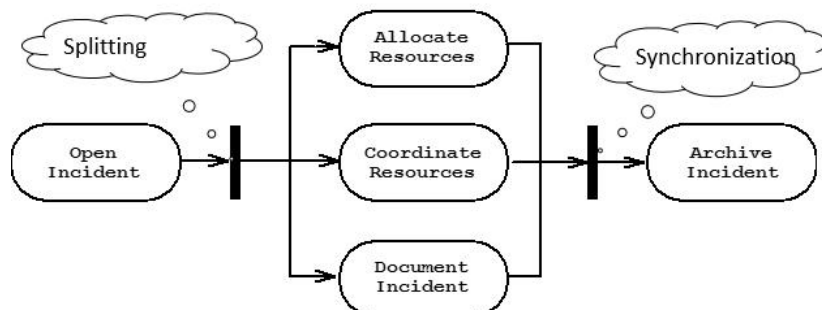 Splitting
Allocate
Resources
Synchronization
Open
Incident
Coordinate
Resources
Archive
Incident
Document
Incident